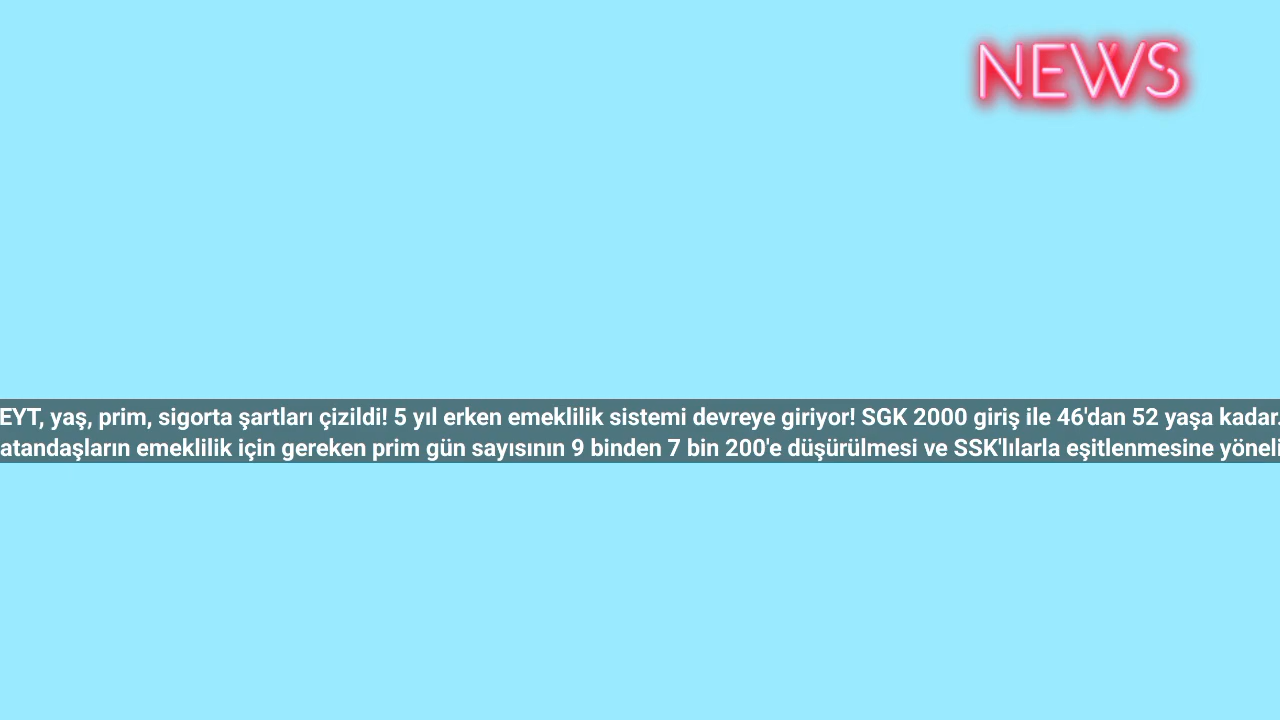 NEWS
EYT, yaş, prim, sigorta şartları çizildi! 5 yıl erken emeklilik sistemi devreye giriyor! SGK 2000 giriş ile 46'dan 52 yaşa kadar.
atandaşların emeklilik için gereken prim gün sayısının 9 binden 7 bin 200'e düşürülmesi ve SSK'lılarla eşitlenmesine yöneli